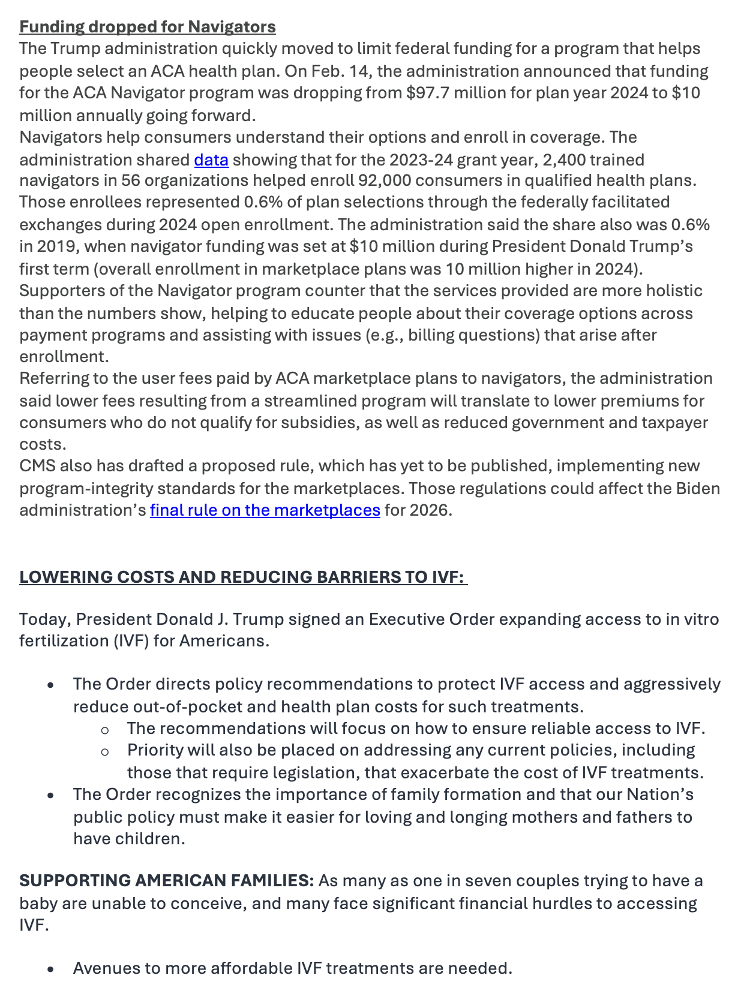 Funding dropped for Navigators
The Trump administration quickly moved to limit federal funding for a program that helps
people select an ACA health plan. On Feb. 14, the administration announced that funding
for the ACA Navigator program was dropping from $97.7 million for plan year 2024 to $10
million annually going forward.
Navigators help consumers understand their options and enroll in coverage. The
administration shared data showing that for the 2023-24 grant year, 2,400 trained
navigators in 56 organizations helped enroll 92,000 consumers in qualified health plans.
Those enrollees represented 0.6% of plan selections through the federally facilitated
exchanges during 2024 open enrollment. The administration said the share also was 0.6%
in 2019, when navigator funding was set at $10 million during President Donald Trump’s
first term (overall enrollment in marketplace plans was 10 million higher in 2024).
Supporters of the Navigator program counter that the services provided are more holistic
than the numbers show, helping to educate people about their coverage options across
payment programs and assisting with issues (e.g., billing questions) that arise after
enrollment.
Referring to the user fees paid by ACA marketplace plans to navigators, the administration
said lower fees resulting from a streamlined program will translate to lower premiums for
consumers who do not qualify for subsidies, as well as reduced government and taxpayer
costs.
CMS also has drafted a proposed rule, which has yet to be published, implementing new
program-integrity standards for the marketplaces. Those regulations could affect the Biden
administration’s final rule on the marketplaces for 2026.
LOWERING COSTS AND REDUCING BARRIERS TO IVF:
Today, President Donald J. Trump signed an Executive Order expanding access to in vitro
fertilization (IVF) for Americans.
• The Order directs policy recommendations to protect IVF access and aggressively
reduce out-of-pocket and health plan costs for such treatments.
o The recommendations will focus on how to ensure reliable access to IVF.
o Priority will also be placed on addressing any current policies, including
those that require legislation, that exacerbate the cost of IVF treatments.
• The Order recognizes the importance of family formation and that our Nation’s
public policy must make it easier for loving and longing mothers and fathers to
have children.
SUPPORTING AMERICAN FAMILIES: As many as one in seven couples trying to have a
baby are unable to conceive, and many face significant financial hurdles to accessing
IVF.
• Avenues to more affordable IVF treatments are needed.